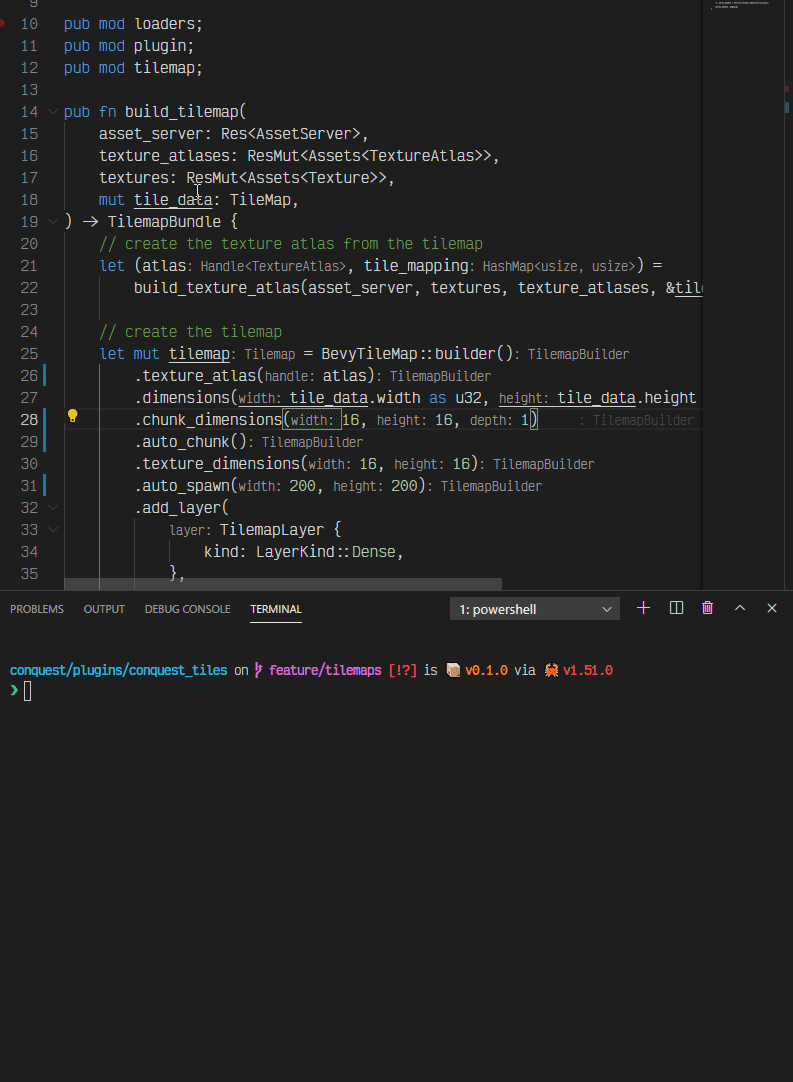 9
10 pub mod loaders;
11 pub mod plugin;
12 pub mod tilemap;
13
14 pub fn build_tilemap(
15 asset_server: Res<AssetServer>,
16 texture_atlases: ResMut<Assets<TextureAtlas>>,
17 textures: ResMut<Assets<Texture>>,
18 mut tile_data: TileMap,
19 ) → TilemapBundle {
20 // create the texture atlas from the tilemap
21 let (atlas: Handle<TextureAtlas>, tile_mapping: HashMap<usize, usize>) =
22 build_texture_atlas(asset_server, textures, texture_atlases, &til
23
24 // create the tilemap
25 let mut tilemap: Tilemap = BevyTileMap::builder(): TilemapBuilder
26 .texture_atlas(handle: atlas): TilemapBuilder
27 .dimensions(width: tile_data.width as u32, height: tile_data.height
28 .chunk_dimensions(width: 16, height: 16, depth: 1) : TilemapBuilder
29 .auto_chunk(): TilemapBuilder
30 .texture_dimensions(width: 16, height: 16): TilemapBuilder
31 .auto_spawn(width: 200, height: 200): TilemapBuilder
32 .add_layer(
33 layer: TilemapLayer {
34 kind: LayerKind::Dense,
35 },
PROBLEMS OUTPUT DEBUG CONSOLE TERMINAL 1: powershell
conquest/plugins/conquest_tiles on feature/tilemaps [!?] is 📦 v0.1.0 via 🦀 v1.51.0
❯